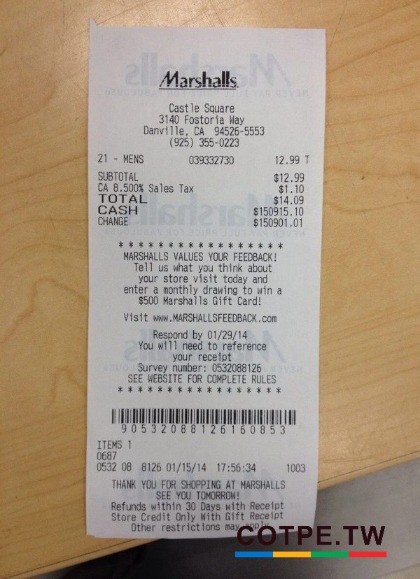 Marshalls.
Castle Square
3140 Fostoria Way
Danville, CA 94526-5553
(925) 355-0223
21 - MENS 039332730 12.99 T
SUBTOTAL $12.99
CA 8.500% Sales Tax $1.10
TOTAL $14.09
CASH $150915.10
CHANGE $150901.01
* * * * * * * * * * * * * * * * *
MARSHALLS VALUES YOUR FEEDBACK!
Tell us what you think about
your store visit today and
enter a monthly drawing to win a
$500 Marshalls Gift Card!
Visit www.MARSHALLSFEEDBACK.com
Respond by 01/29/14
You will need to reference
your receipt
Survey number: 0532088126
SEE WEBSITE FOR COMPLETE RULES
* * * * * * * * * * * * * * * * *
90532088126160853
ITEMS 1
0687
0532 08 8126 01/15/14 17:56:34 1003
THANK YOU FOR SHOPPING AT MARSHALLS
SEE YOU TOMORROW!
Refunds within 30 Days with Receipt
Store Credit Only With Gift Receipt
Other restrictions may apply
COTPE.TW